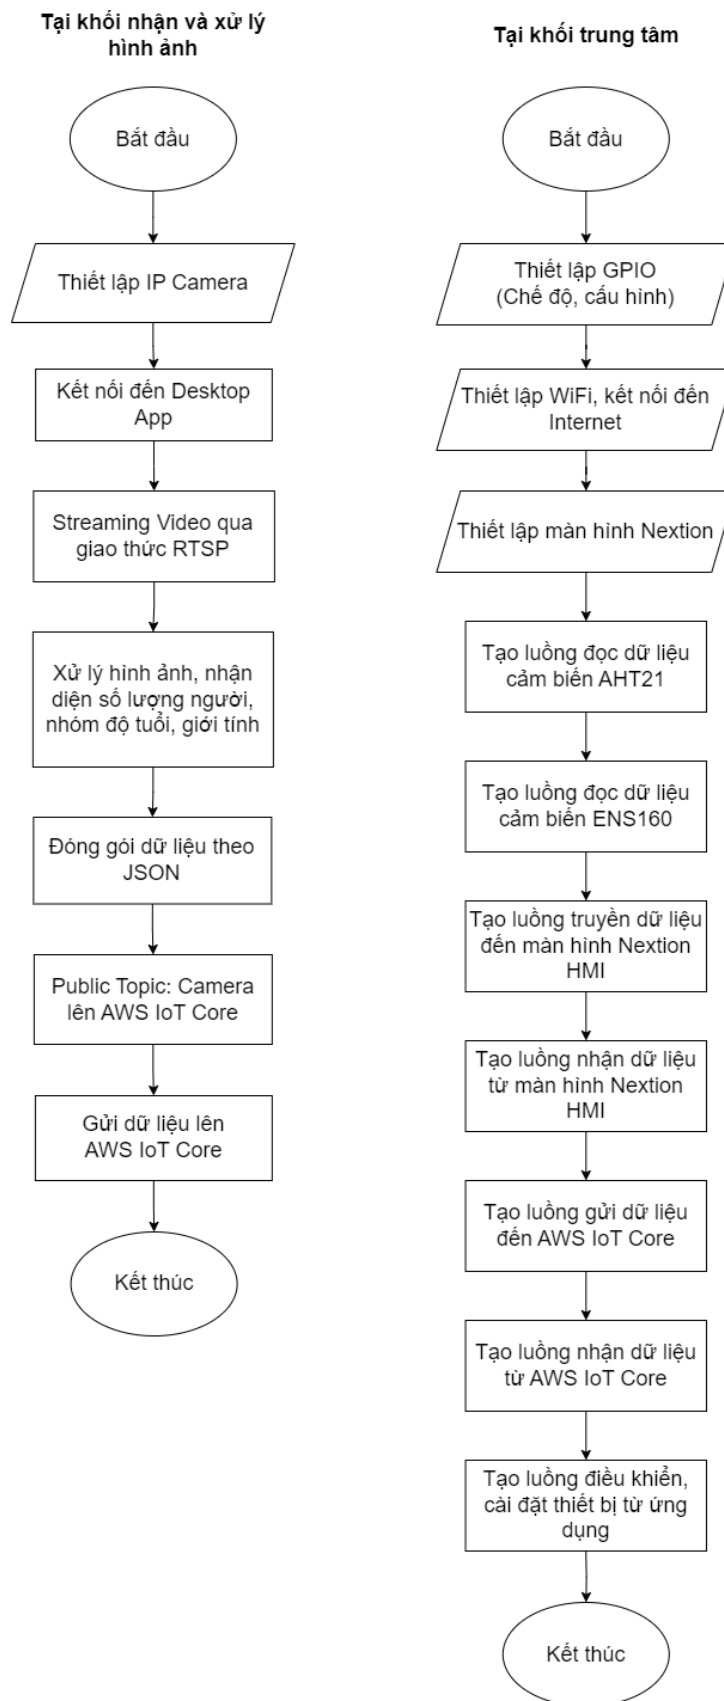 Tại khối nhận và xử lý
hình ảnh
Bắt đầu
Thiết lập IP Camera
Kết nối đến Desktop
App
Streaming Video qua
giao thức RTSP
Xử lý hình ảnh, nhận
diện số lượng người,
nhóm độ tuổi, giới tính
Đóng gói dữ liệu theo
JSON
Public Topic: Camera
lên AWS IoT Core
Gửi dữ liệu lên
AWS IoT Core
Kết thúc
Tại khối trung tâm
Bắt đầu
Thiết lập GPIO
(Chế độ, cấu hình)
Thiết lập WiFi, kết nối đến
Internet
Thiết lập màn hình Nextion
Tạo luồng đọc dữ liệu
cảm biến AHT21
Tạo luồng đọc dữ liệu
cảm biến ENS160
Tạo luồng truyền dữ liệu
đến màn hình Nextion
HMI
Tạo luồng nhận dữ liệu
từ màn hình Nextion
HMI
Tạo luồng gửi dữ liệu
đến AWS IoT Core
Tạo luồng nhận dữ liệu
từ AWS IoT Core
Tạo luồng điều khiển,
cài đặt thiết bị từ ứng
dụng
Kết thúc